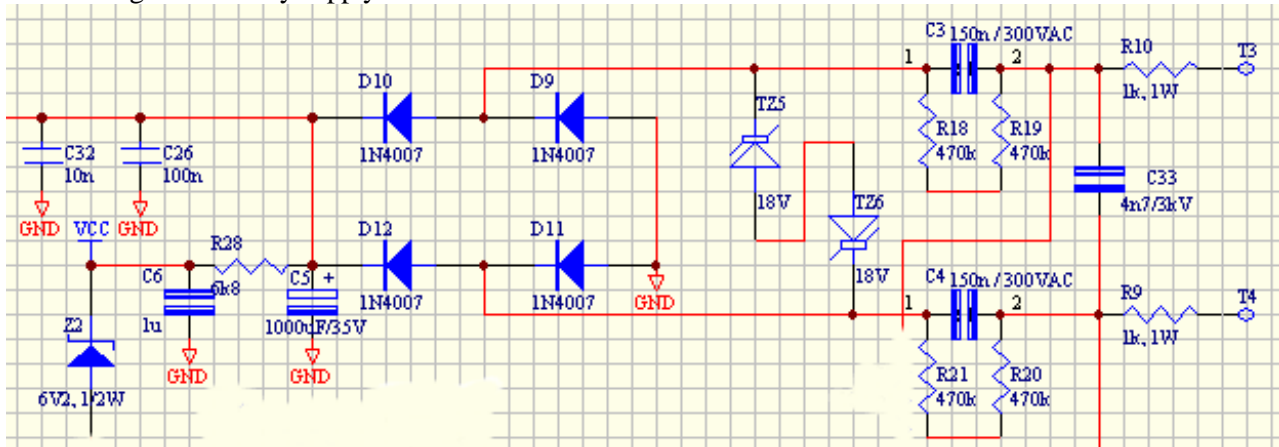 C3 150n/300VAC
R10
T3
1 2
1k, 1W
D10 D9
TZ5
R18 R19
470k 470k
1N4007 1N4007
C32 C26
10n 100n
C33
4n7/3kV
18V TZ6
GND VCC GND
D12 D11
R28
6k8
C6 C5 +
18V
C4 150n/300VAC
R9
T4
1 2
GND
1N4007 1N4007
1u 1000uF/35V
Z2
1k, 1W
GND GND
R21 R20
6V2, 1/2W
470k 470k